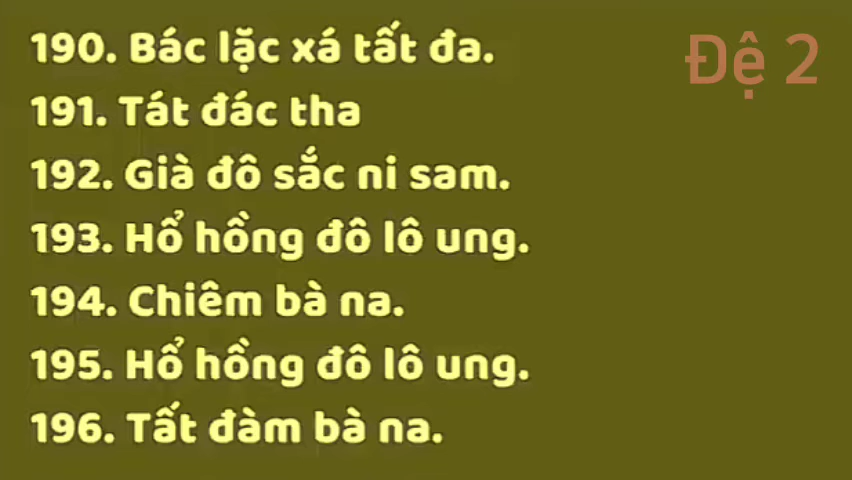 Đệ 2
190. Bác lặc xá tất đa.
191. Tát đác tha
192. Già đô sắc ni sam.
193. Hổ hồng đô lô ung.
194. Chiêm bà na.
195. Hổ hồng đô lô ung.
196. Tất đàm bà na.